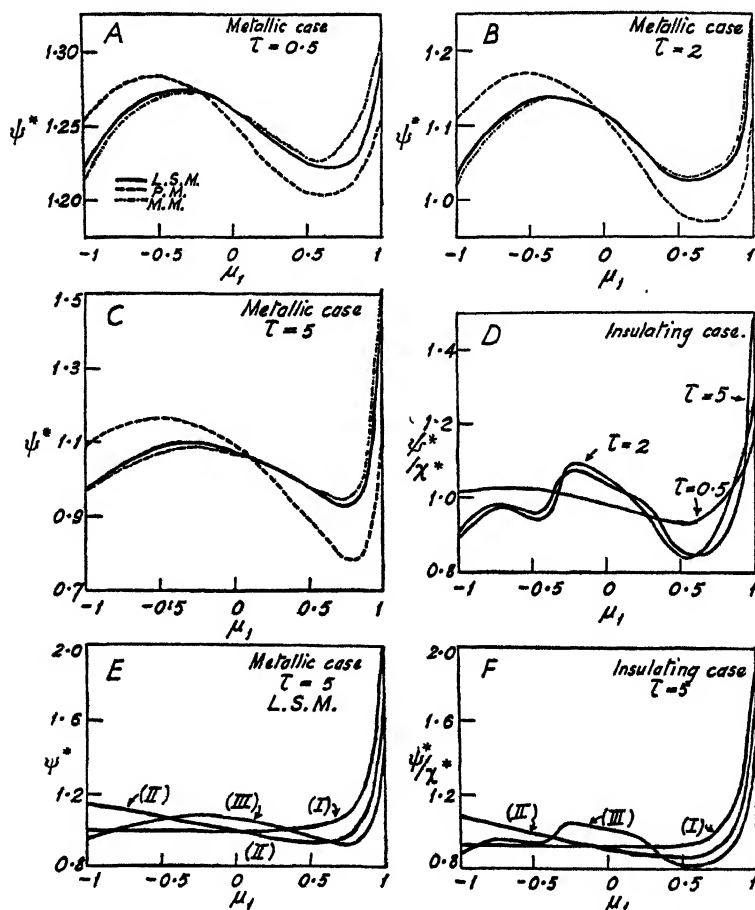 A
Metallic case
τ = 0.5
1.30
1.25
1.20
ψ*
L.S.M.
P.M.
M.M.
-1 -0.5 0 0.5 1
μ₁
B
Metallic case
τ = 2
1.2
1.1
1.0
ψ*
-1 -0.5 0 0.5 1
μ₁
C
Metallic case
τ = 5
1.5
1.3
1.1
0.9
0.7
ψ*
-1 -0.5 0 0.5 1
μ₁
D
Insulating case.
1.4
1.2
1.0
0.8
ψ*/χ*
τ = 5
τ = 2
τ = 0.5
-1 -0.5 0 0.5 1
μ₁
E
Metallic case
τ = 5
L.S.M.
2.0
1.6
1.2
0.8
ψ*
(II)
(III)
(I)
(II)
-1 -0.5 0 0.5 1
μ₁
F
Insulating case
τ = 5
2.0
1.6
1.2
0.8
ψ*/χ*
(II)
(III)
(I)
-1 -0.5 0 0.5 1
μ₁